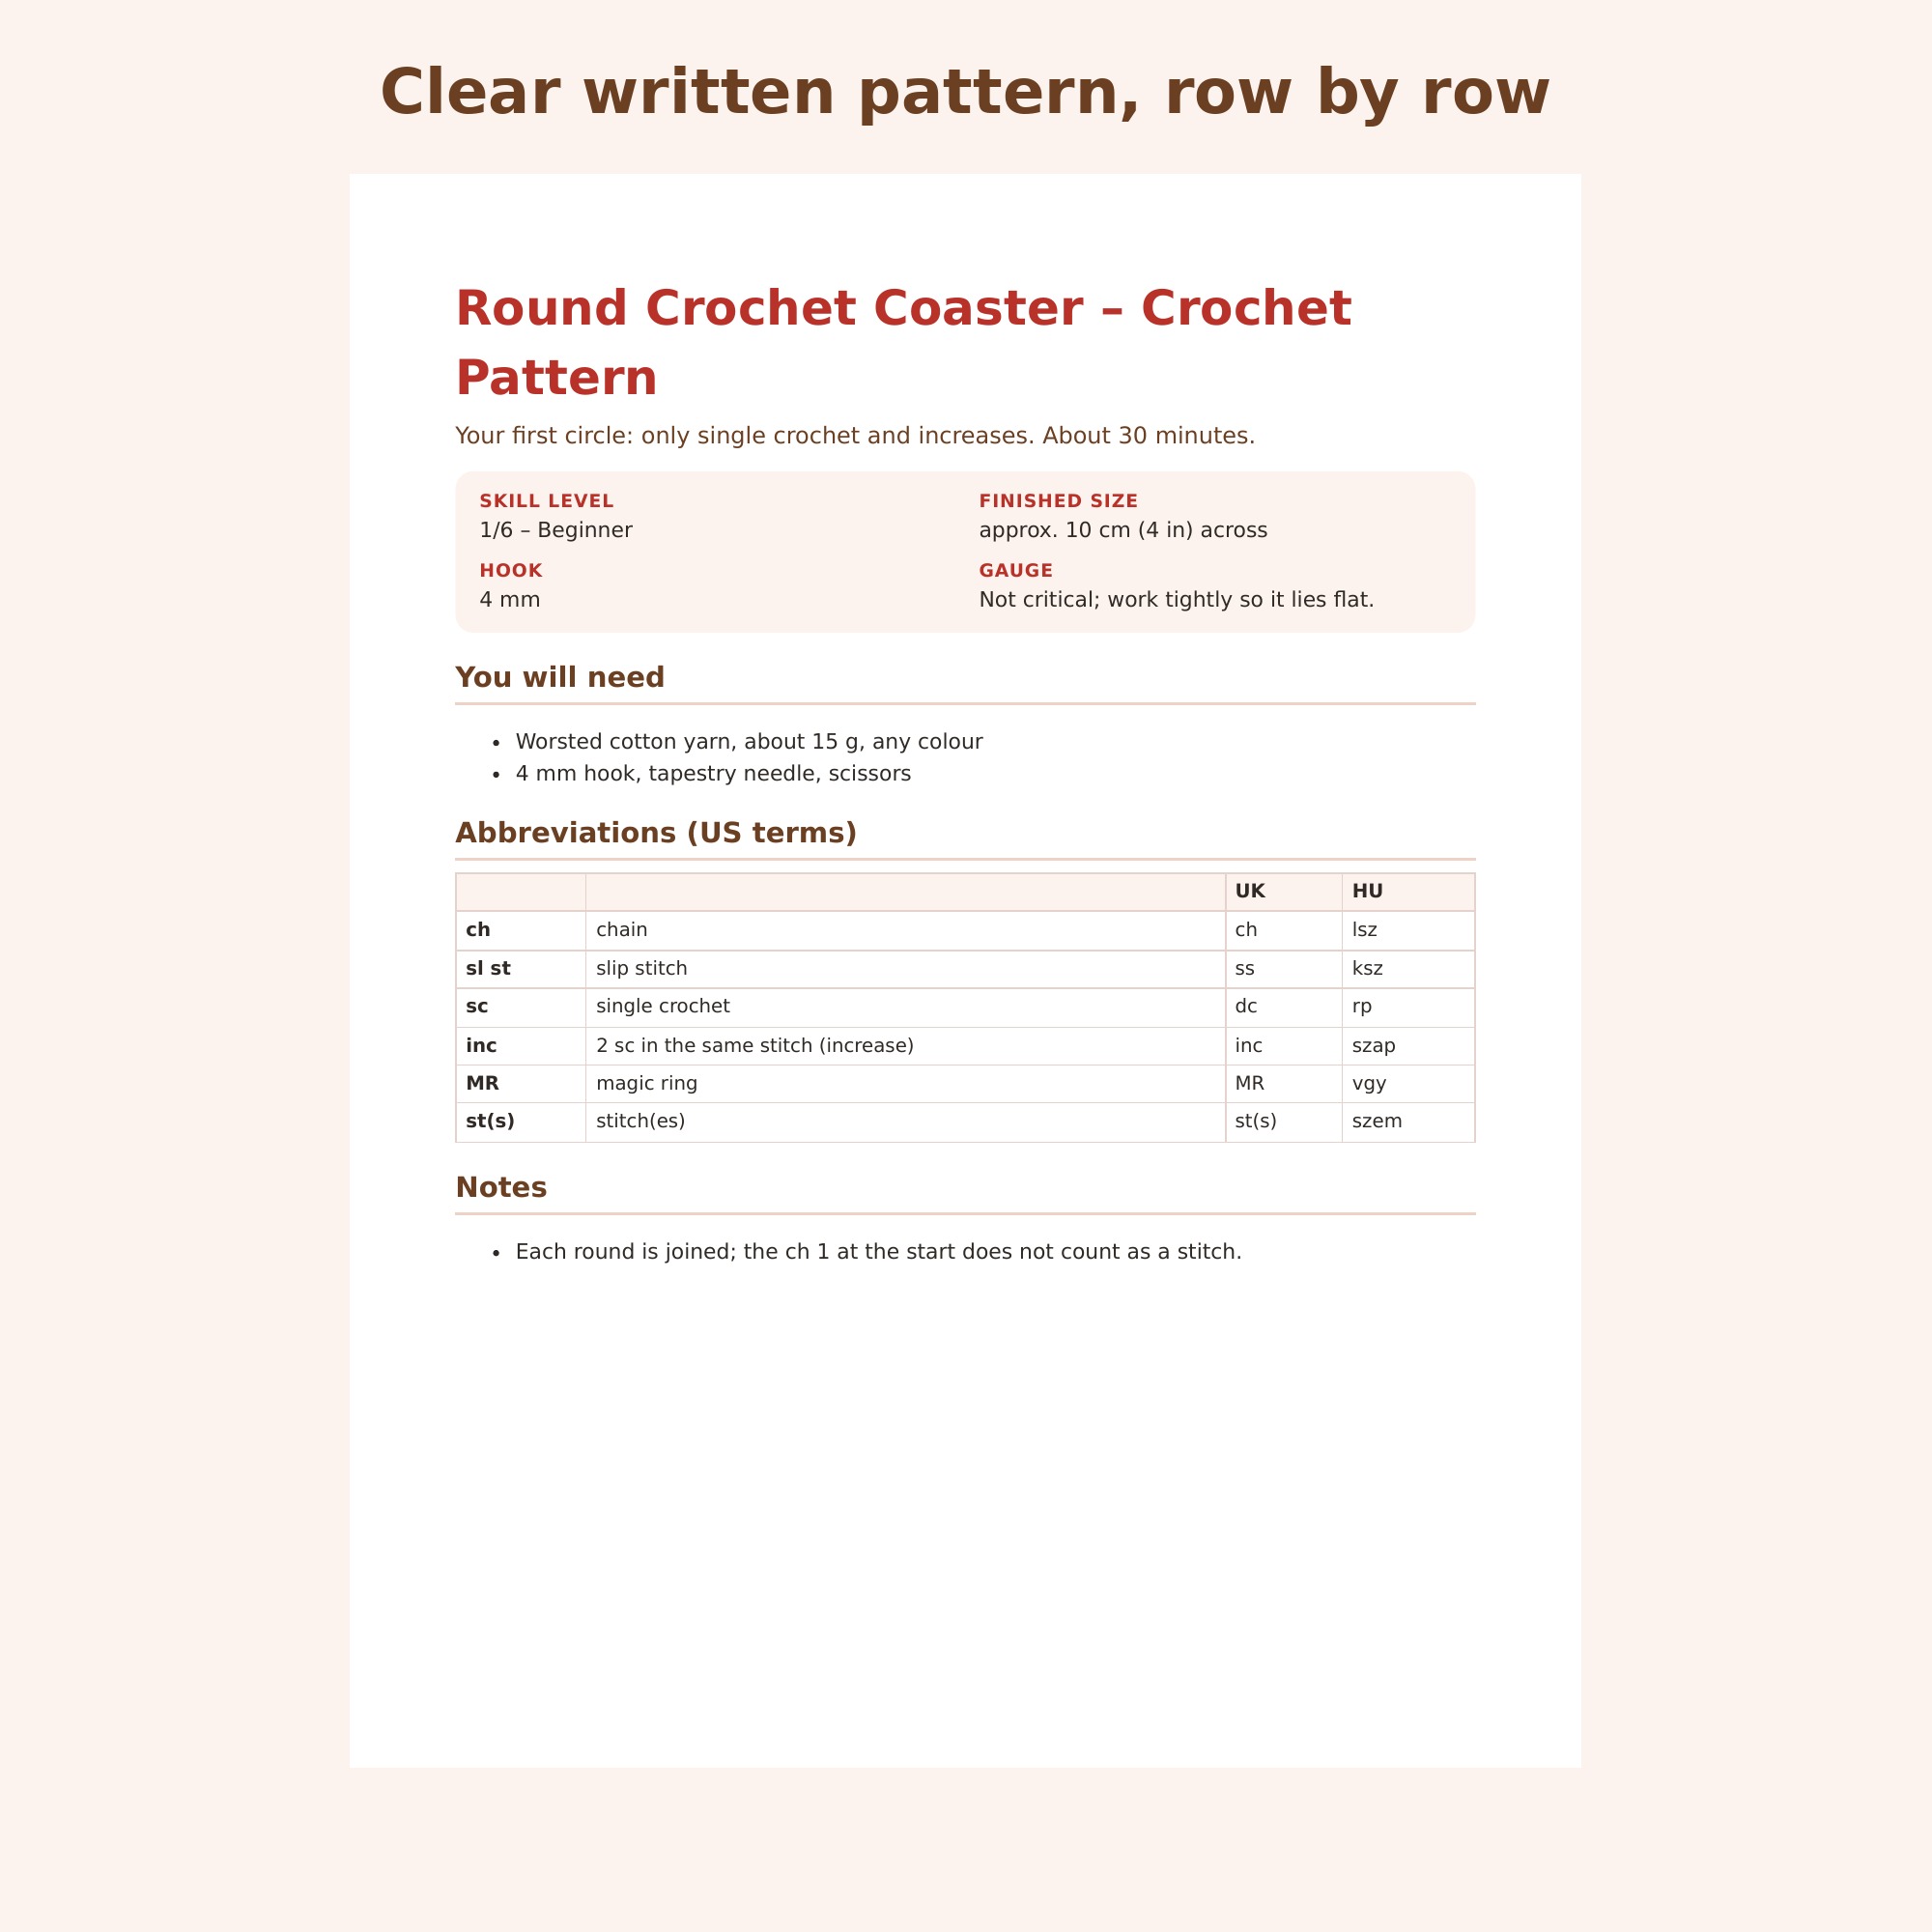 Clear written pattern, row by row
Round Crochet Coaster – Crochet
Pattern
Your first circle: only single crochet and increases. About 30 minutes.
SKILL LEVEL FINISHED SIZE
1/6 – Beginner approx. 10 cm (4 in) across
HOOK GAUGE
4 mm Not critical; work tightly so it lies flat.
You will need
• Worsted cotton yarn, about 15 g, any colour
• 4 mm hook, tapestry needle, scissors
Abbreviations (US terms)
UK HU
ch chain ch lsz
sl st slip stitch ss ksz
sc single crochet dc rp
inc 2 sc in the same stitch (increase) inc szap
MR magic ring MR vgy
st(s) stitch(es) st(s) szem
Notes
• Each round is joined; the ch 1 at the start does not count as a stitch.